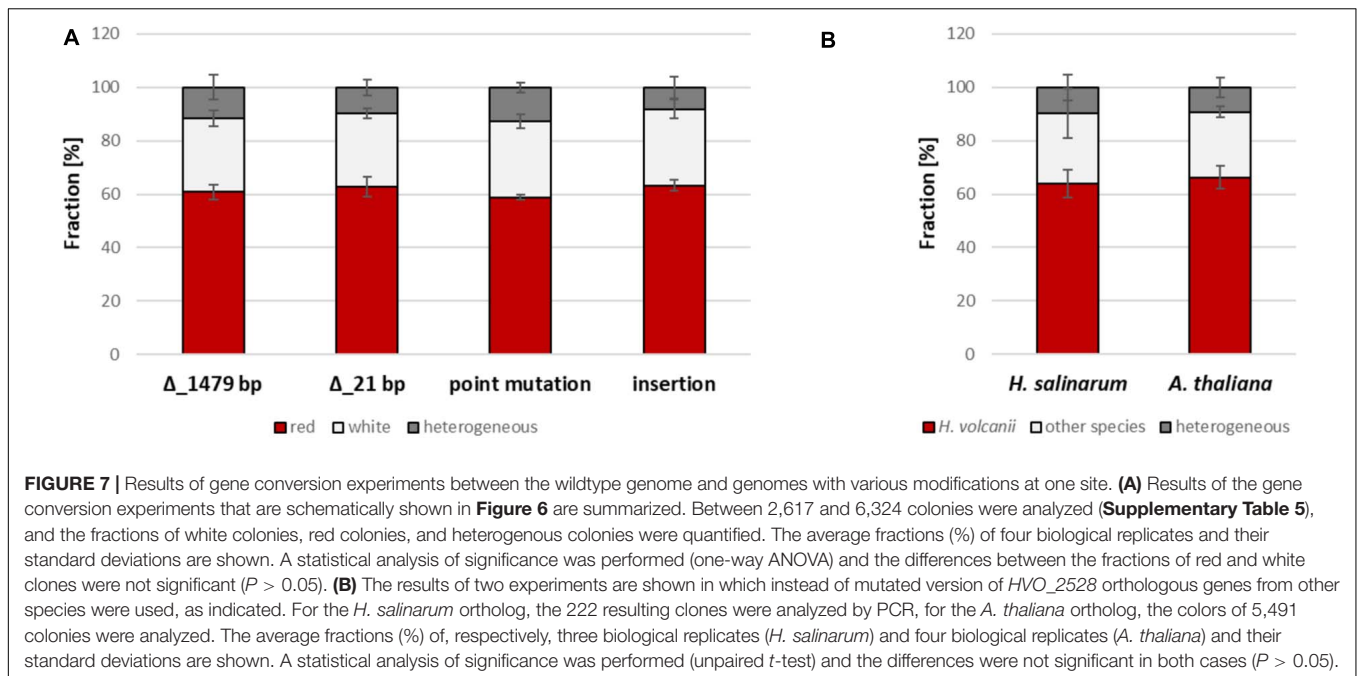 A
120
100
80
60
40
20
0
Fraction [%]
Δ_1479 bp Δ_21 bp point mutation insertion
red white heterogeneous
B
120
100
80
60
40
20
0
Fraction [%]
H. salinarum A. thaliana
H. volcanii other species heterogeneous
FIGURE 7 | Results of gene conversion experiments between the wildtype genome and genomes with various modifications at one site. (A) Results of the gene
conversion experiments that are schematically shown in Figure 6 are summarized. Between 2,617 and 6,324 colonies were analyzed (Supplementary Table 5),
and the fractions of white colonies, red colonies, and heterogenous colonies were quantified. The average fractions (%) of four biological replicates and their
standard deviations are shown. A statistical analysis of significance was performed (one-way ANOVA) and the differences between the fractions of red and white
clones were not significant (P > 0.05). (B) The results of two experiments are shown in which instead of mutated version of HVO_2528 orthologous genes from other
species were used, as indicated. For the H. salinarum ortholog, the 222 resulting clones were analyzed by PCR, for the A. thaliana ortholog, the colors of 5,491
colonies were analyzed. The average fractions (%) of, respectively, three biological replicates (H. salinarum) and four biological replicates (A. thaliana) and their
standard deviations are shown. A statistical analysis of significance was performed (unpaired t-test) and the differences were not significant in both cases (P > 0.05).